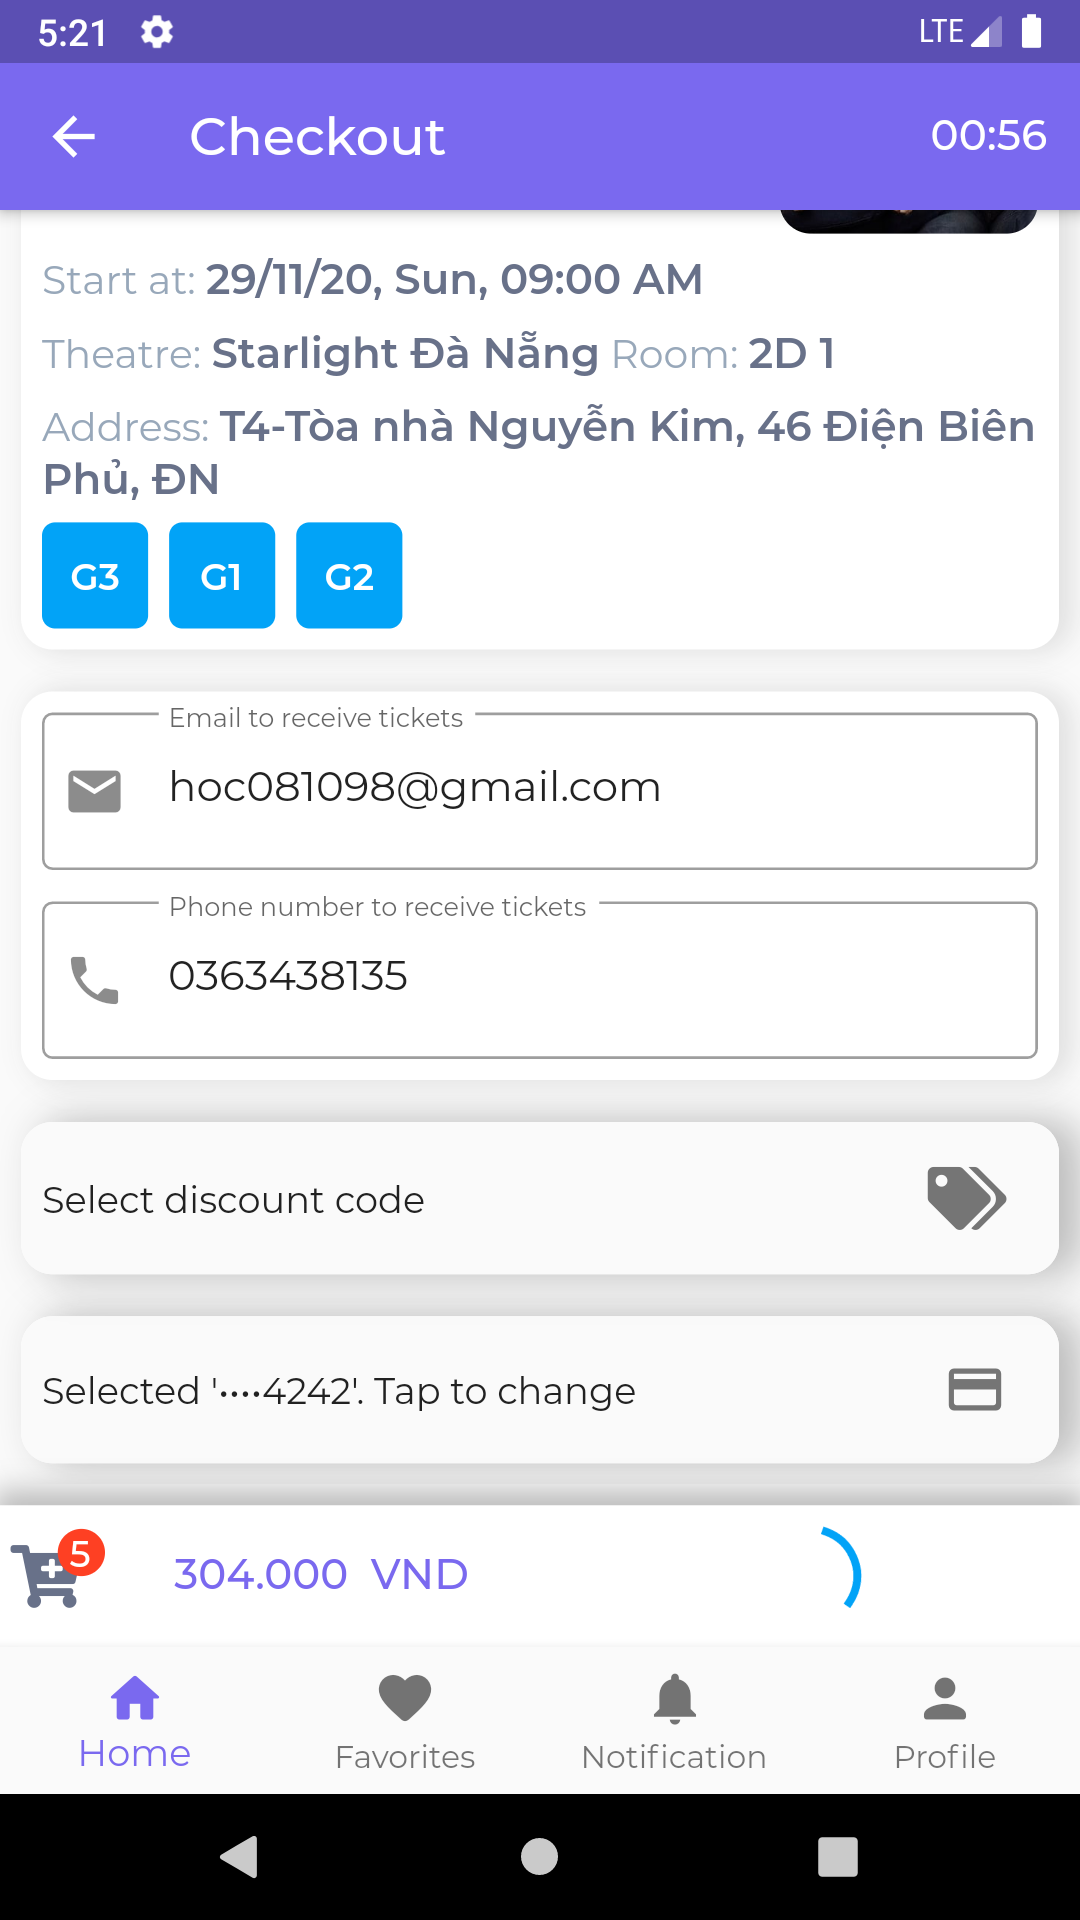 5:21 LTE
Checkout 00:56
Start at: 29/11/20, Sun, 09:00 AM
Theatre: Starlight Đà Nẵng Room: 2D 1
Address: T4-Tòa nhà Nguyễn Kim, 46 Điện Biên
Phủ, ĐN
G3 G1 G2
Email to receive tickets
hoc081098@gmail.com
Phone number to receive tickets
0363438135
Select discount code
Selected '····4242'. Tap to change
5 304.000 VND
Home Favorites Notification Profile